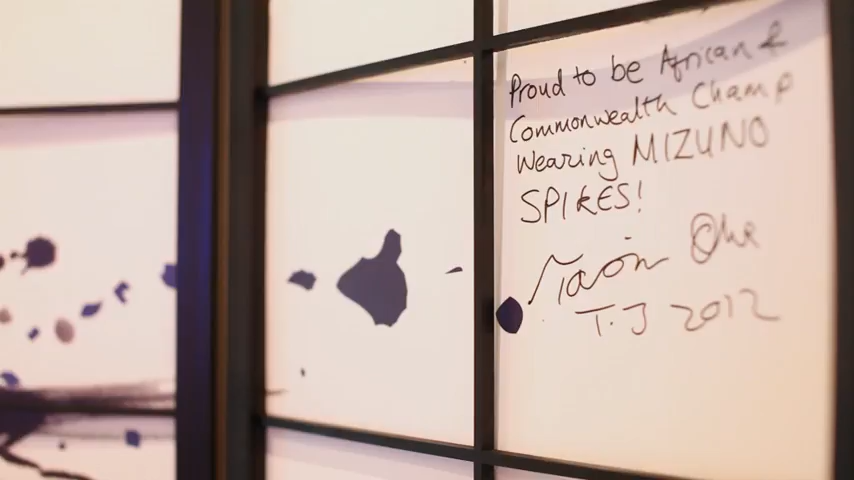 Proud to be African &
Commonwealth Champ
Wearing MIZUNO
SPIKES!
T.J 2012